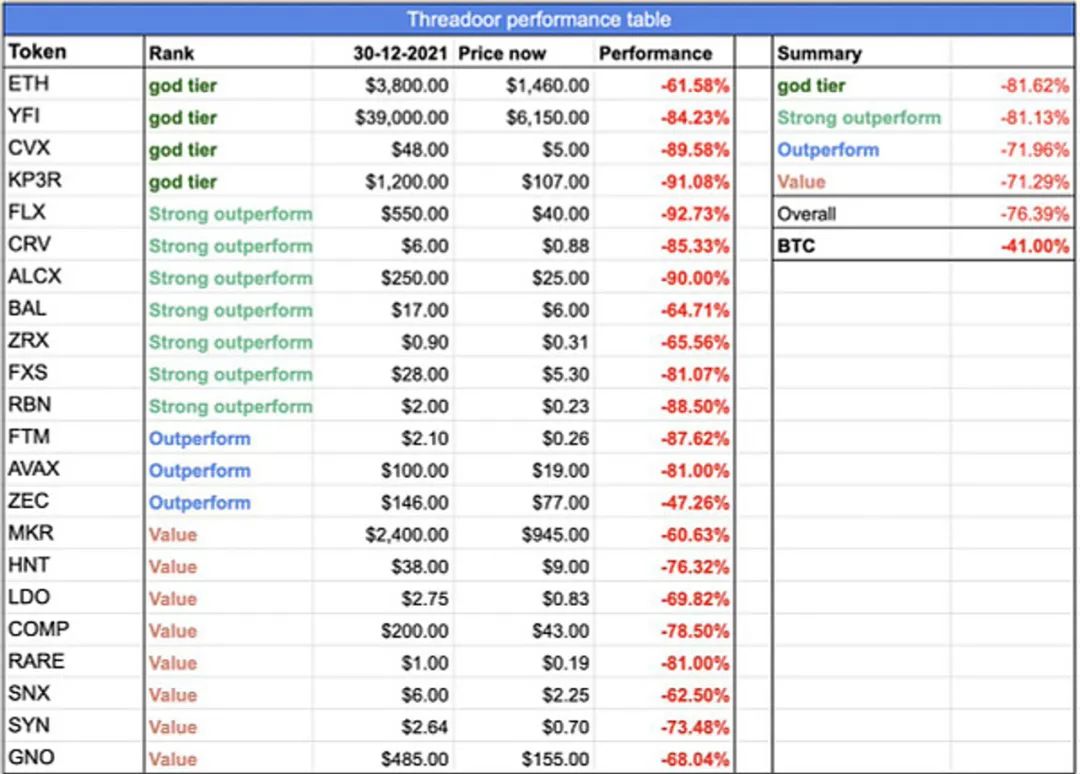 Threadoor performance table
Token Rank 30-12-2021 Price now Performance Summary
ETH god tier $3,800.00 $1,460.00 -61.58% god tier -81.62%
YFI god tier $39,000.00 $6,150.00 -84.23% Strong outperform -81.13%
CVX god tier $48.00 $5.00 -89.58% Outperform -71.96%
KP3R god tier $1,200.00 $107.00 -91.08% Value -71.29%
FLX Strong outperform $550.00 $40.00 -92.73% Overall -76.39%
CRV Strong outperform $6.00 $0.88 -85.33% BTC -41.00%
ALCX Strong outperform $250.00 $25.00 -90.00%
BAL Strong outperform $17.00 $6.00 -64.71%
ZRX Strong outperform $0.90 $0.31 -65.56%
FXS Strong outperform $28.00 $5.30 -81.07%
RBN Strong outperform $2.00 $0.23 -88.50%
FTM Outperform $2.10 $0.26 -87.62%
AVAX Outperform $100.00 $19.00 -81.00%
ZEC Outperform $146.00 $77.00 -47.26%
MKR Value $2,400.00 $945.00 -60.63%
HNT Value $38.00 $9.00 -76.32%
LDO Value $2.75 $0.83 -69.82%
COMP Value $200.00 $43.00 -78.50%
RARE Value $1.00 $0.19 -81.00%
SNX Value $6.00 $2.25 -62.50%
SYN Value $2.64 $0.70 -73.48%
GNO Value $485.00 $155.00 -68.04%